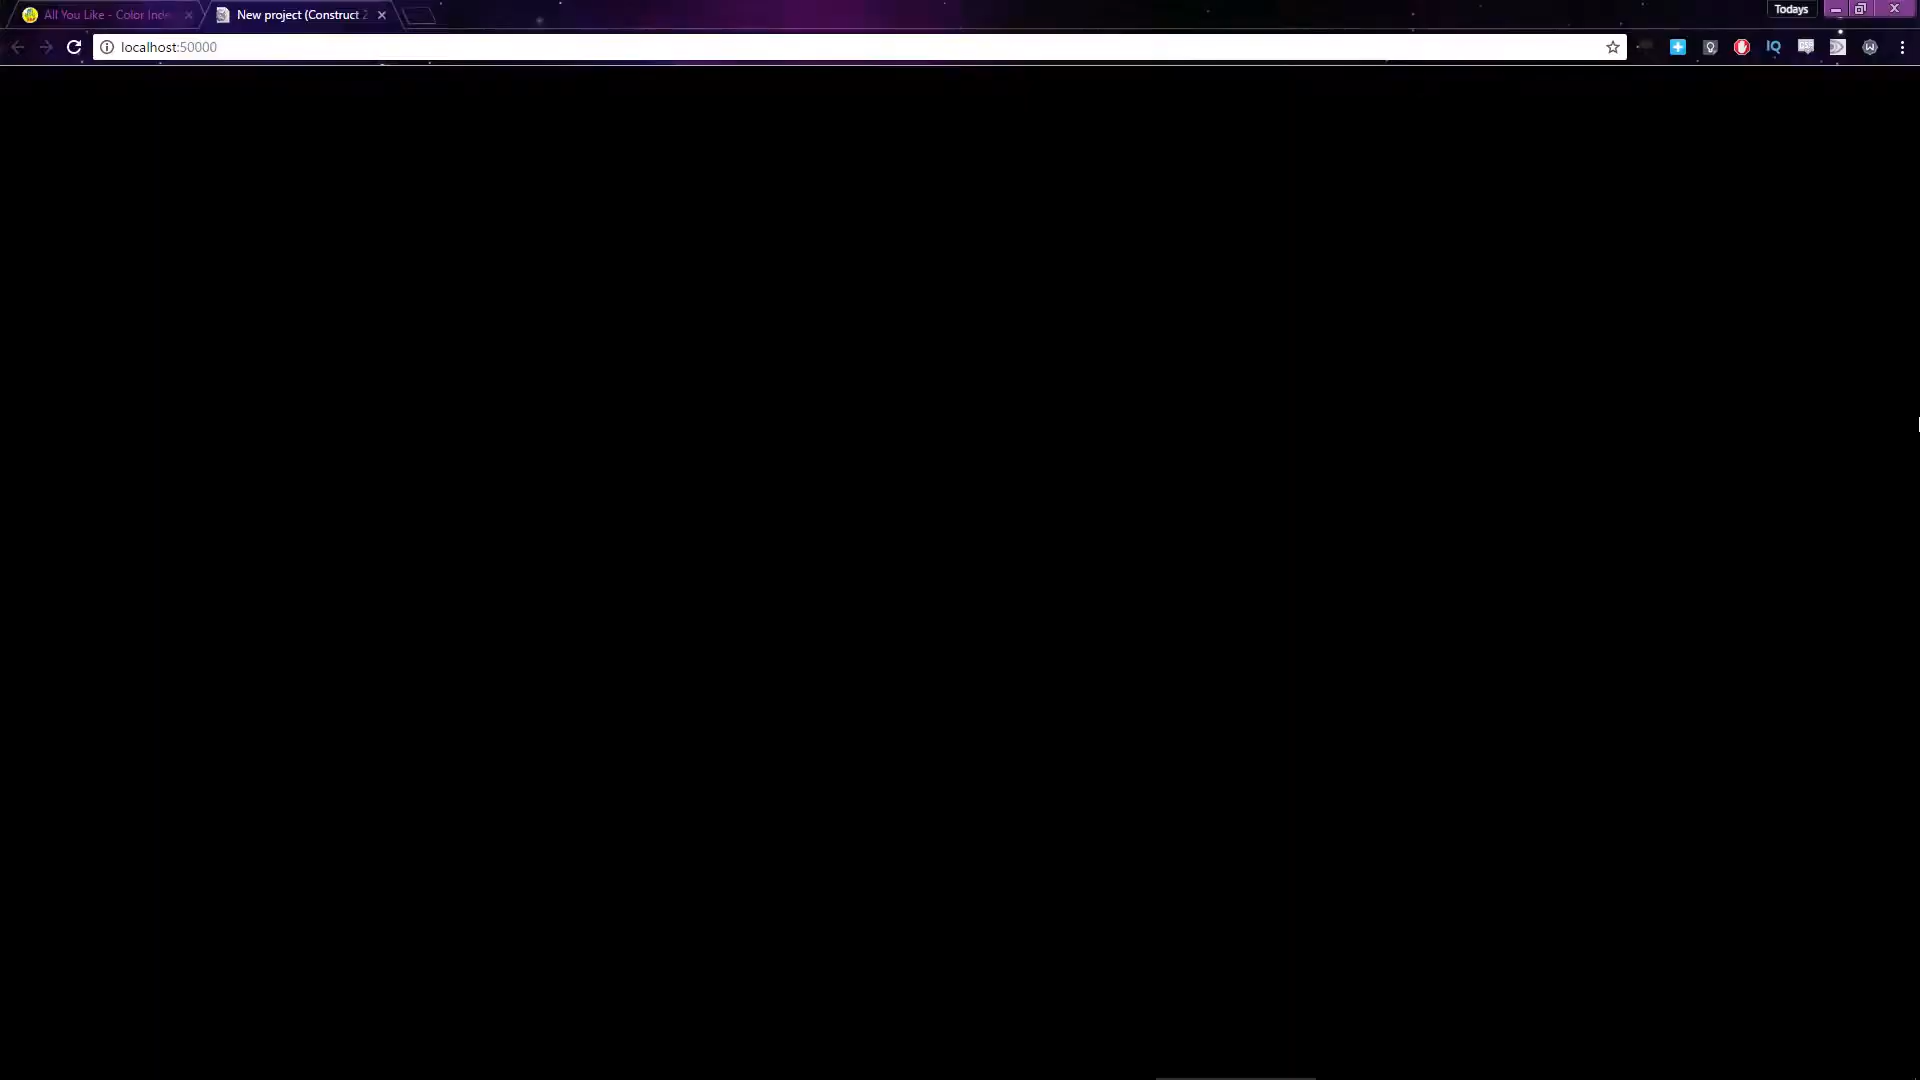 All You Like - Color Inde
New project (Construct 2
Todays
localhost:50000
IQ